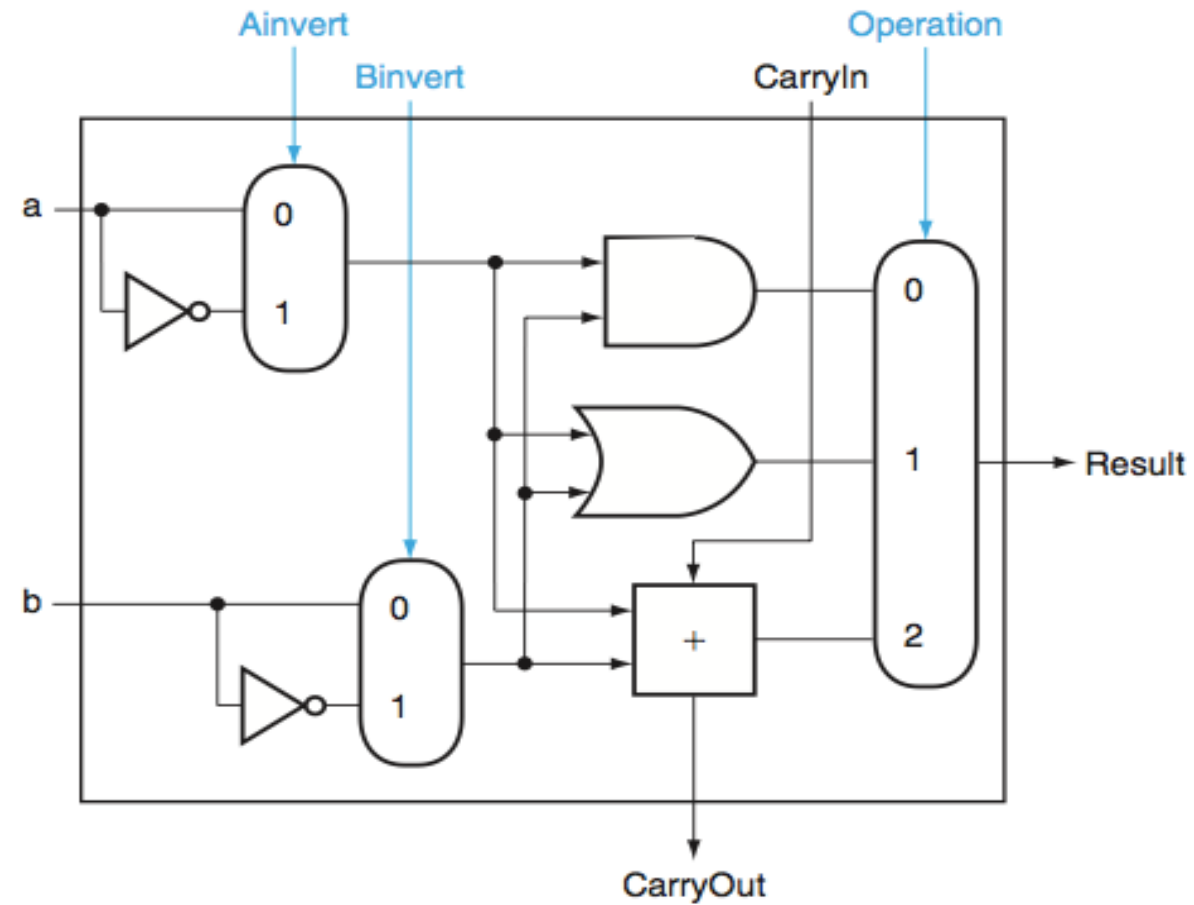 Ainvert
Operation
Binvert
CarryIn
a
0
1
0
1
Result
b
0
1
+
2
CarryOut